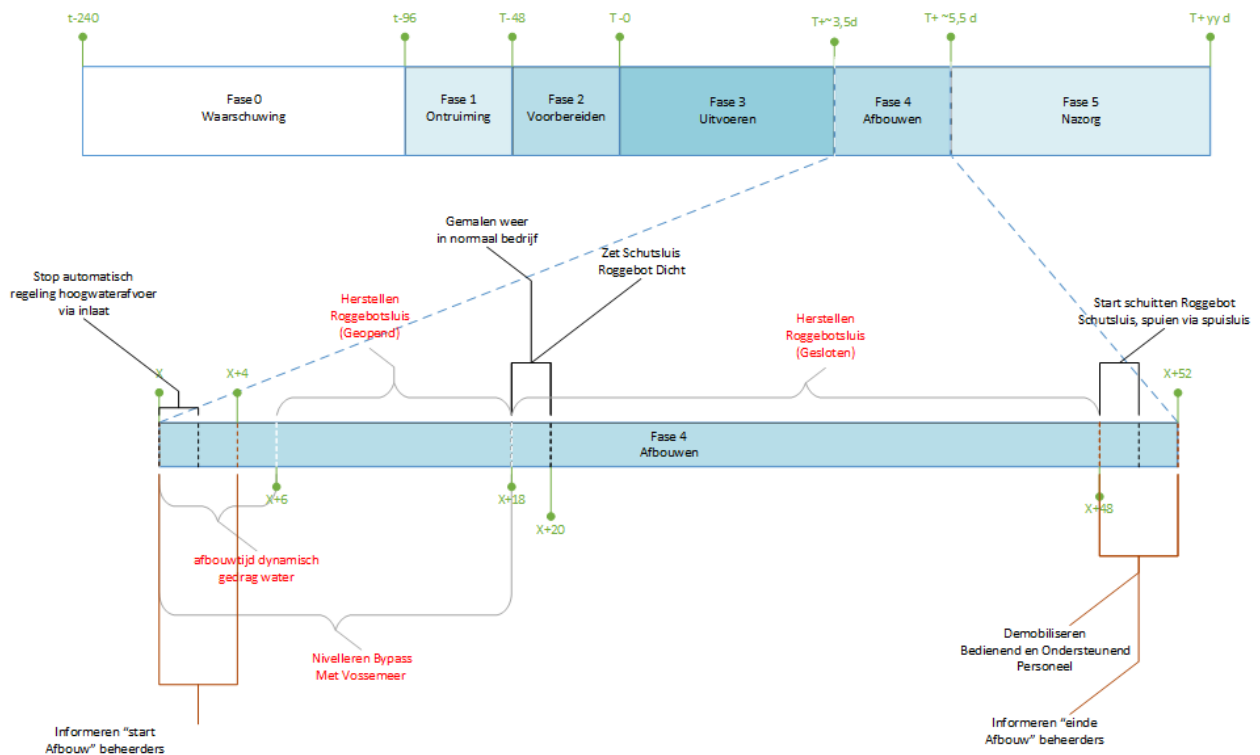 t-240
t-96
T-48
T-0
T+~3,5d
T+ ~5,5 d
T+ yy d
Fase 0
Waarschuwing
Fase 1
Ontruiming
Fase 2
Voorbereiden
Fase 3
Uitvoeren
Fase 4
Afbouwen
Fase 5
Nazorg
Gemalen weer
in normaal bedrijf
Zet Schutsluis
Roggebot Dicht
Stop automatisch
regeling hoogwaterafvoer
via inlaat
Herstellen
Roggebotsluis
(Geopend)
Herstellen
Roggebotsluis
(Gesloten)
Start schuitten Roggebot
Schutsluis, spuien via spuisluis
X
X+4
X+52
Fase 4
Afbouwen
X+6
X+18
X+20
X+48
afbouwtijd dynamisch
gedrag water
Nivelleren Bypass
Met Vossemeer
Demobiliseren
Bedienend en Ondersteunend
Personeel
Informeren “start
Afbouw” beheerders
Informeren “einde
Afbouw” beheerders